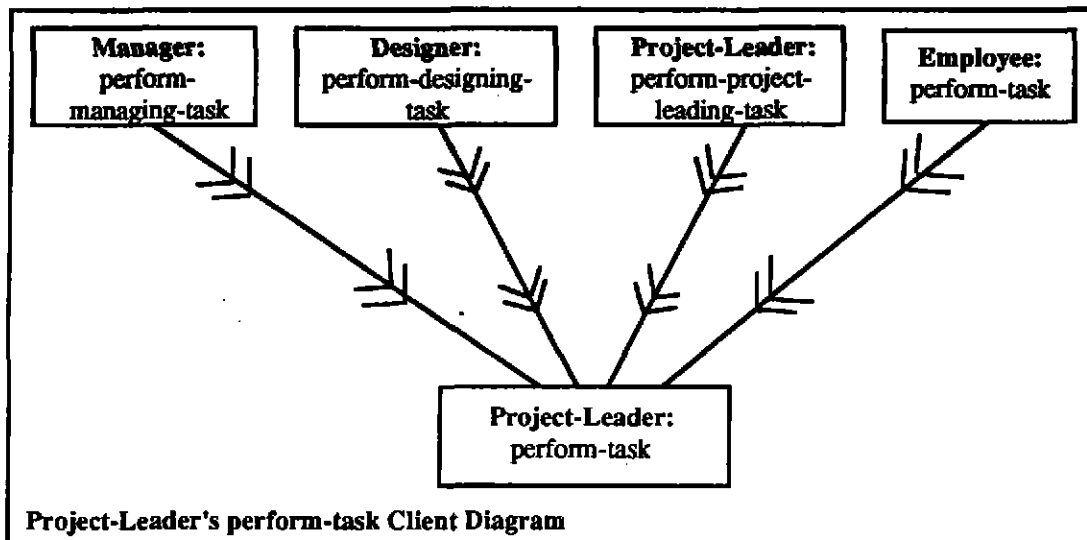 Manager:
perform-
managing-task
Designer:
perform-designing-
task
Project-Leader:
perform-project-
leading-task
Employee:
perform-task
Project-Leader:
perform-task
Project-Leader's perform-task Client Diagram